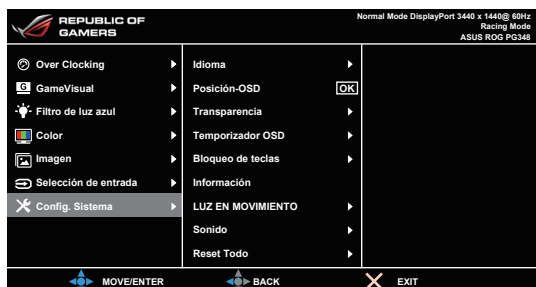 REPUBLIC OF
GAMERS
Normal Mode DisplayPort 3440 x 1440@ 60Hz
Racing Mode
ASUS ROG PG348
Over Clocking
G GameVisual
Filtro de luz azul
Color
Imagen
Selección de entrada
Config. Sistema
Idioma
Posición-OSD OK
Transparencia
Temporizador OSD
Bloqueo de teclas
Información
LUZ EN MOVIMIENTO
Sonido
Reset Todo
MOVE/ENTER BACK EXIT